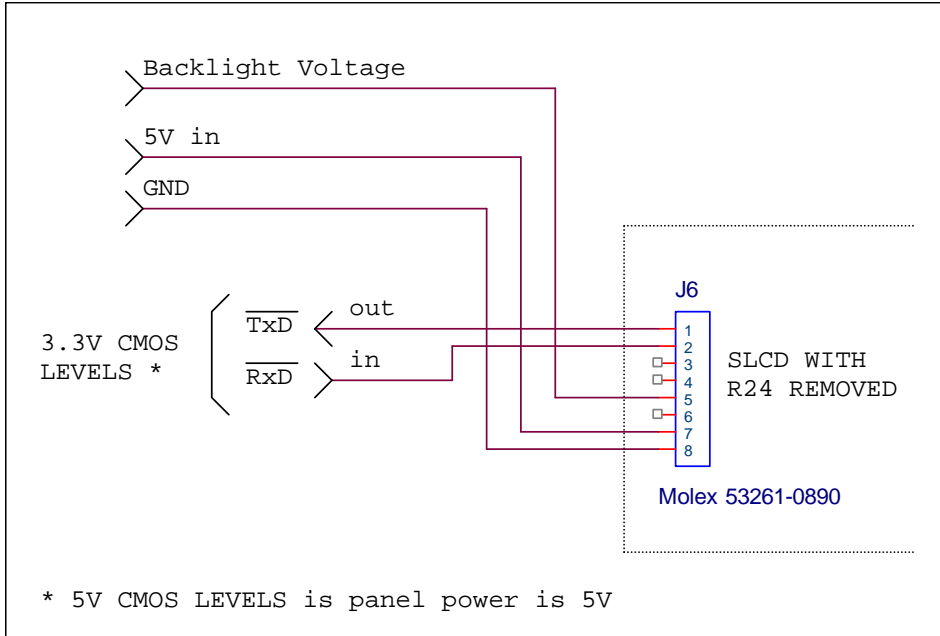 Backlight Voltage
5V in
GND
TxD
out
RxD
in
3.3V CMOS
LEVELS *
J6
1
2
3
4
5
6
7
8
SLCD WITH
R24 REMOVED
Molex 53261-0890
* 5V CMOS LEVELS is panel power is 5V